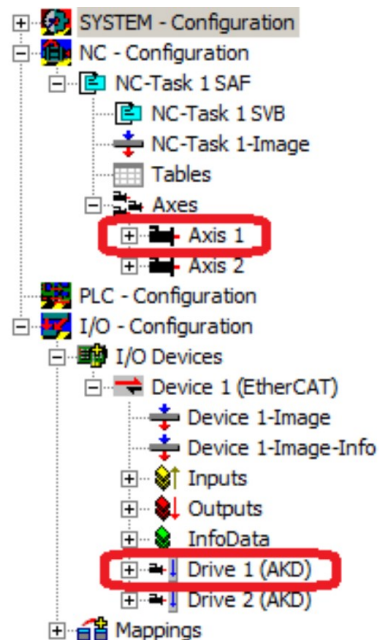 SYSTEM - Configuration
NC - Configuration
NC-Task 1 SAF
NC-Task 1 SVB
NC-Task 1-Image
Tables
Axes
Axis 1
Axis 2
PLC - Configuration
I/O - Configuration
I/O Devices
Device 1 (EtherCAT)
Device 1-Image
Device 1-Image-Info
Inputs
Outputs
InfoData
Drive 1 (AKD)
Drive 2 (AKD)
Mappings